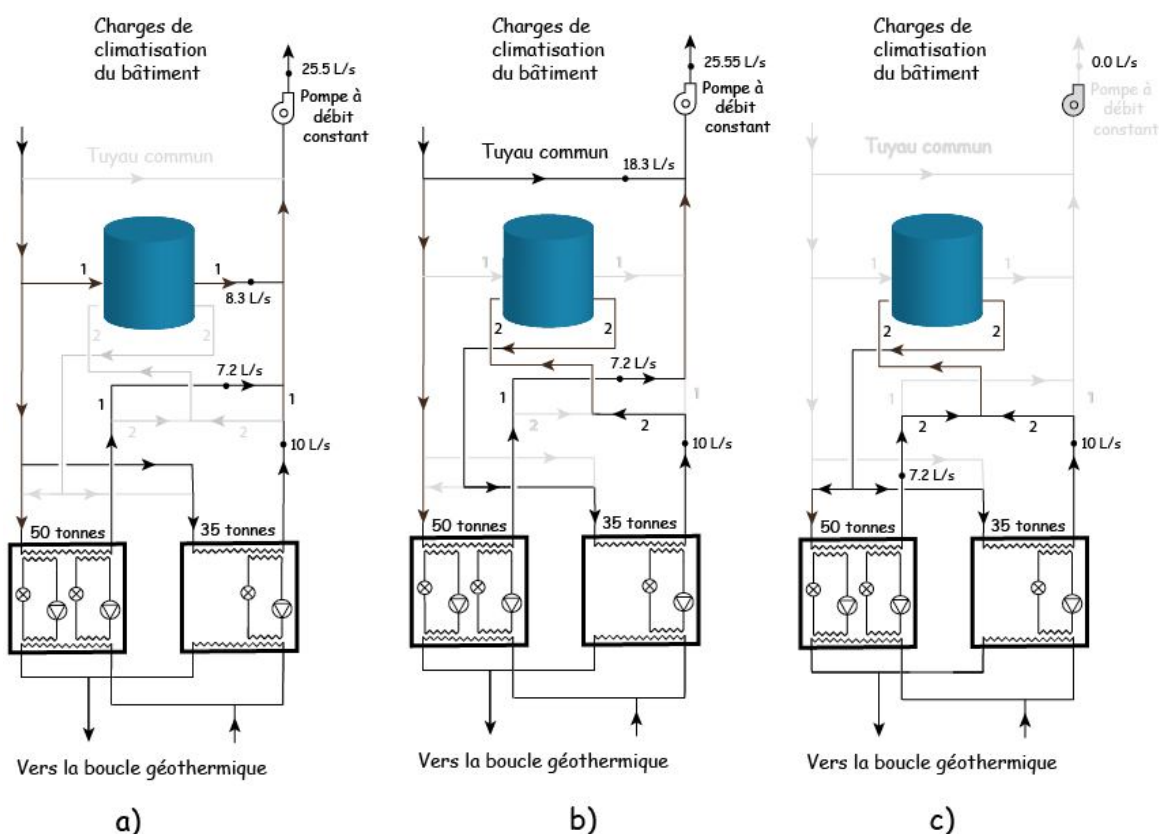 Charges de
climatisation
du bâtiment
25.5 L/s
Pompe à
débit
constant
Tuyau commun
1
1
8.3 L/s
2
2
7.2 L/s
1
1
2
2
10 L/s
50 tonnes
35 tonnes
Vers la boucle géothermique
a)
Charges de
climatisation
du bâtiment
25.55 L/s
Pompe à
débit
constant
Tuyau commun
18.3 L/s
1
1
2
2
7.2 L/s
1
1
2
2
10 L/s
50 tonnes
35 tonnes
Vers la boucle géothermique
b)
Charges de
climatisation
du bâtiment
0.0 L/s
Pompe à
débit
constant
Tuyau commun
1
1
2
2
1
1
2
2
10 L/s
7.2 L/s
50 tonnes
35 tonnes
Vers la boucle géothermique
c)